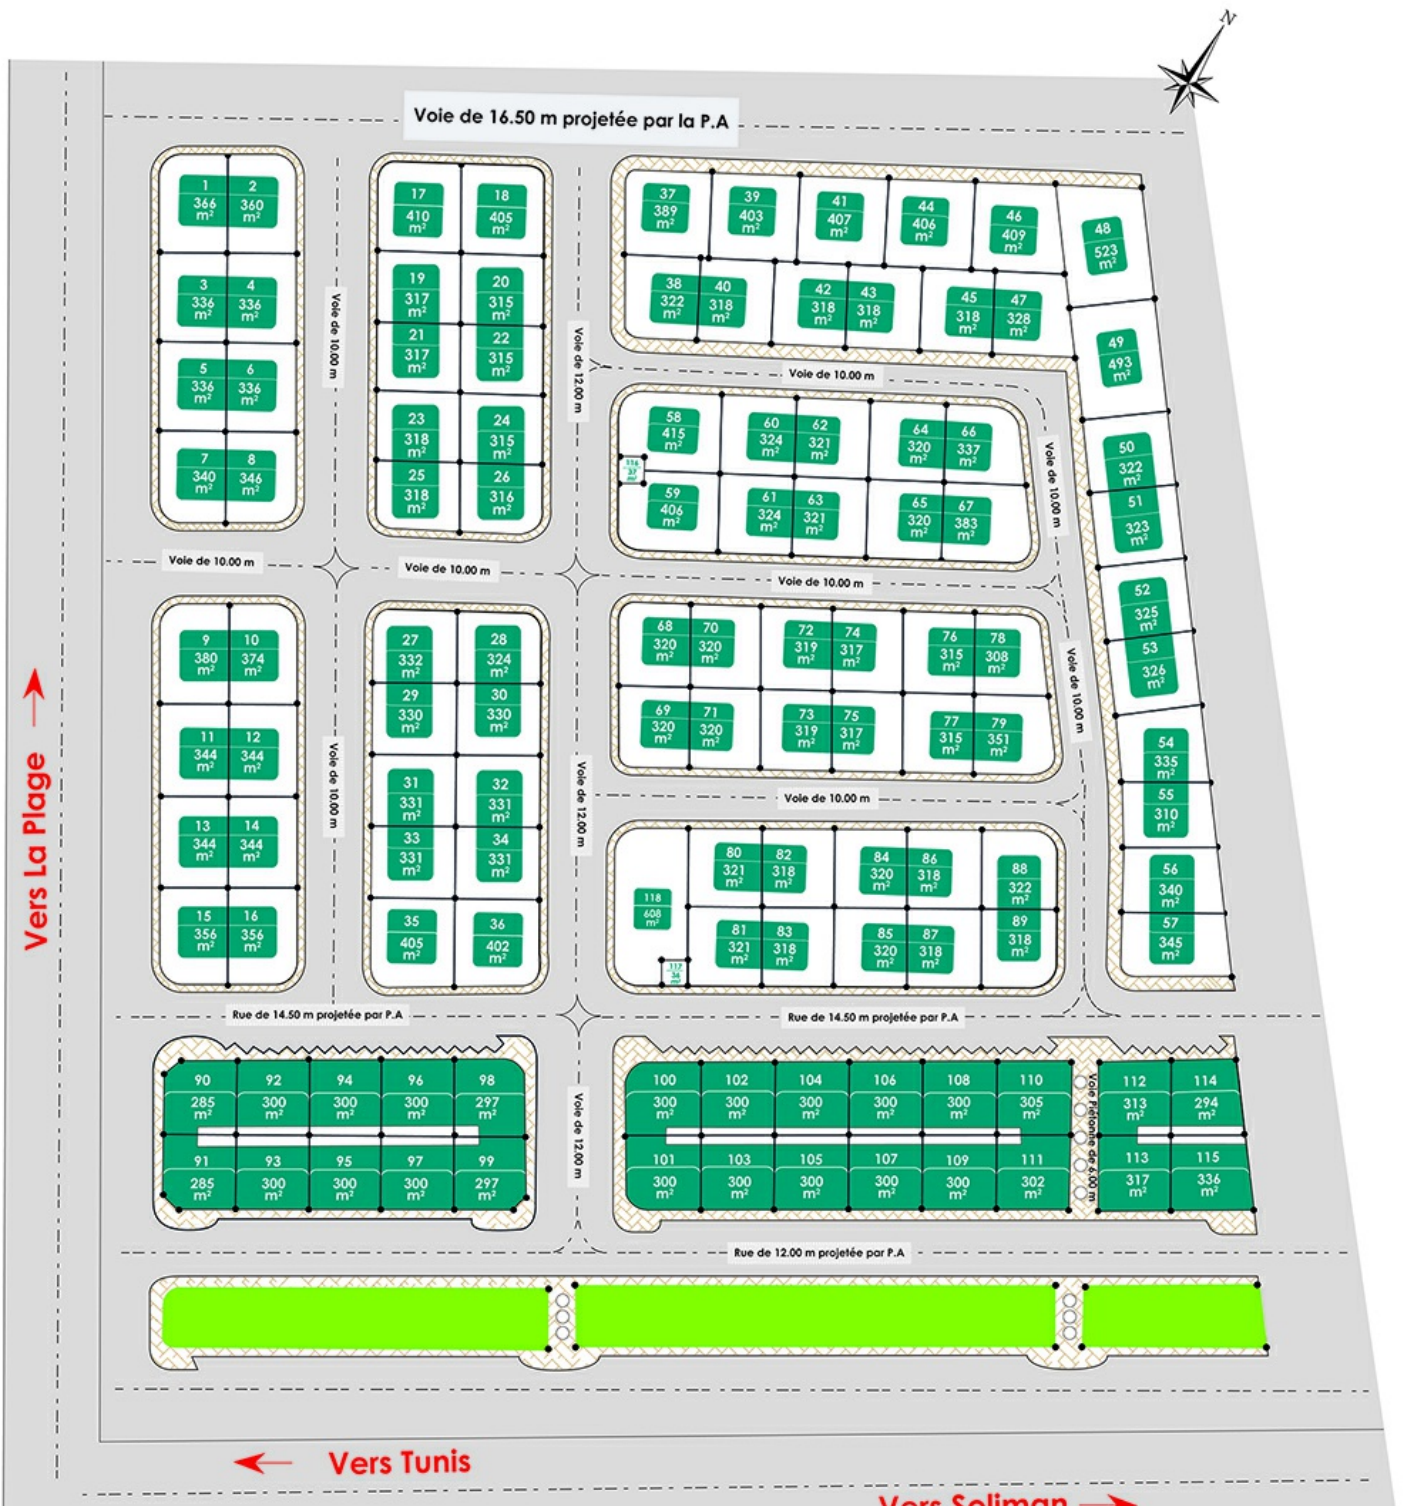 N
Voie de 16.50 m projetée par la P.A
1
366
m²
2
360
m²
3
336
m²
4
336
m²
5
336
m²
6
336
m²
7
340
m²
8
346
m²
17
410
m²
18
405
m²
19
317
m²
20
315
m²
21
317
m²
22
315
m²
23
318
m²
24
315
m²
25
318
m²
26
316
m²
37
389
m²
39
403
m²
41
407
m²
44
406
m²
46
409
m²
48
523
m²
38
322
m²
40
318
m²
42
318
m²
43
318
m²
45
318
m²
47
328
m²
49
493
m²
Voie de 10.00 m
Voie de 12.00 m
Voie de 10.00 m
58
415
m²
60
324
m²
62
321
m²
64
320
m²
66
337
m²
116
37
m²
59
406
m²
61
324
m²
63
321
m²
65
320
m²
67
383
m²
Voie de 10.00 m
50
322
m²
51
323
m²
52
325
m²
53
326
m²
54
335
m²
55
310
m²
56
340
m²
57
345
m²
Voie de 10.00 m
Voie de 10.00 m
Voie de 10.00 m
9
380
m²
10
374
m²
11
344
m²
12
344
m²
13
344
m²
14
344
m²
15
356
m²
16
356
m²
Voie de 10.00 m
27
332
m²
28
324
m²
29
330
m²
30
330
m²
31
331
m²
32
331
m²
33
331
m²
34
331
m²
35
405
m²
36
402
m²
Voie de 12.00 m
68
320
m²
70
320
m²
72
319
m²
74
317
m²
76
315
m²
78
308
m²
69
320
m²
71
320
m²
73
319
m²
75
317
m²
77
315
m²
79
351
m²
Voie de 10.00 m
Voie de 10.00 m
118
608
m²
117
36
m²
80
321
m²
82
318
m²
84
320
m²
86
318
m²
88
322
m²
81
321
m²
83
318
m²
85
320
m²
87
318
m²
89
318
m²
Vers La Plage
Rue de 14.50 m projetée par P.A
Rue de 14.50 m projetée par P.A
90
285
m²
92
300
m²
94
300
m²
96
300
m²
98
297
m²
91
285
m²
93
300
m²
95
300
m²
97
300
m²
99
297
m²
Voie de 12.00 m
100
300
m²
102
300
m²
104
300
m²
106
300
m²
108
300
m²
110
305
m²
101
300
m²
103
300
m²
105
300
m²
107
300
m²
109
300
m²
111
302
m²
Voie Piétonne de 6.00 m
112
313
m²
114
294
m²
113
317
m²
115
336
m²
Rue de 12.00 m projetée par P.A
Vers Tunis
Vers Soliman